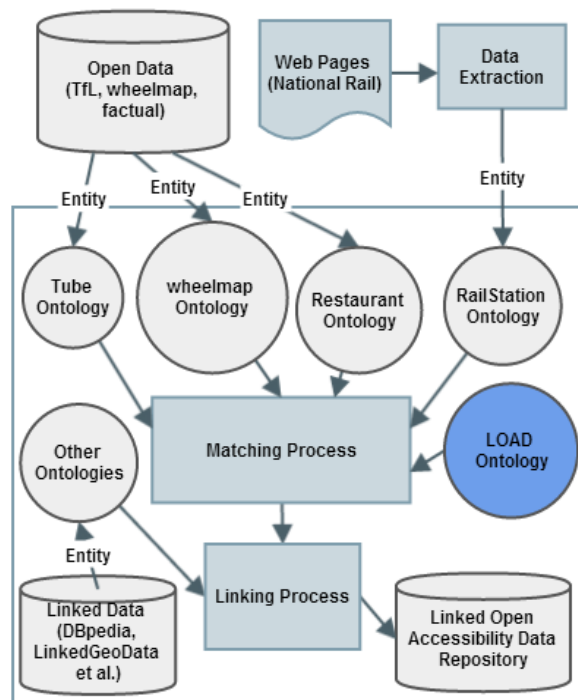 Open Data
(TfL, wheelmap,
factual)
Web Pages
(National Rail)
Data
Extraction
Entity
Entity
Entity
Entity
Tube
Ontology
wheelmap
Ontology
Restaurant
Ontology
RailStation
Ontology
Other
Ontologies
Matching Process
LOAD
Ontology
Entity
Linked Data
(DBpedia,
LinkedGeoData
et al.)
Linking Process
Linked Open
Accessibility Data
Repository